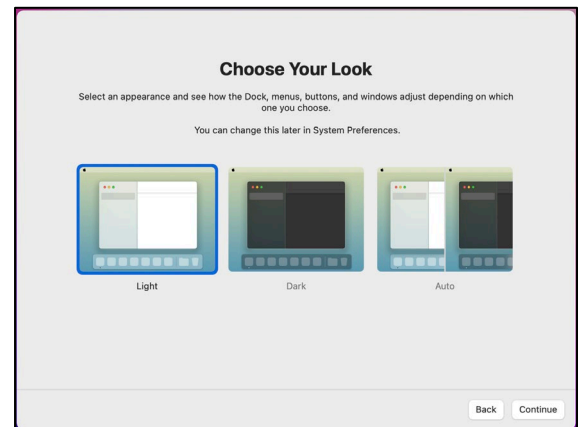 Choose Your Look
Select an appearance and see how the Dock, menus, buttons, and windows adjust depending on which
one you choose.
You can change this later in System Preferences.
Light
Dark
Auto
Back
Continue